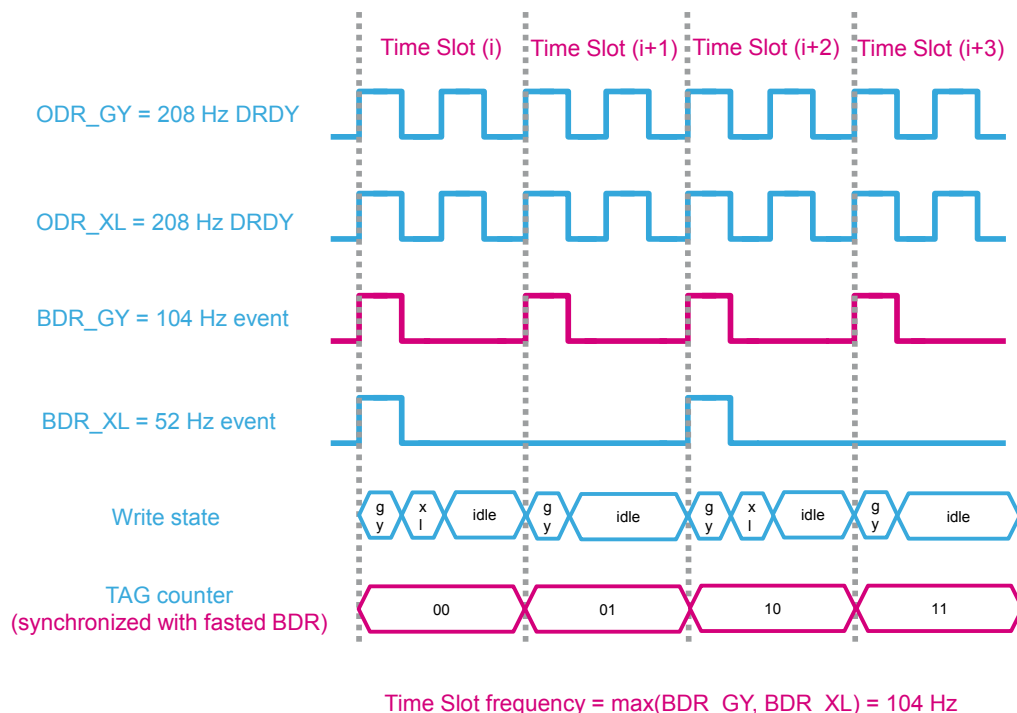 Time Slot (i) Time Slot (i+1) Time Slot (i+2) Time Slot (i+3)
ODR_GY = 208 Hz DRDY
ODR_XL = 208 Hz DRDY
BDR_GY = 104 Hz event
BDR_XL = 52 Hz event
Write state
g
y
x
l
idle
g
y
idle
g
y
x
l
idle
g
y
idle
TAG counter
(synchronized with fasted BDR)
00 01 10 11
Time Slot frequency = max(BDR_GY, BDR_XL) = 104 Hz